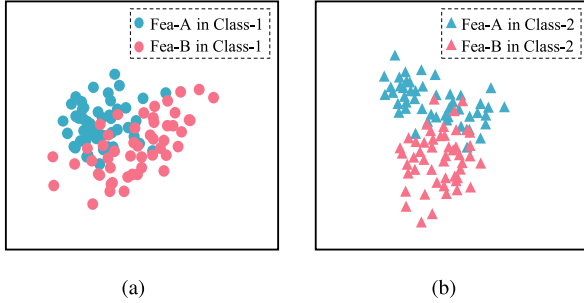 Fea-A in Class-1
Fea-B in Class-1
Fea-A in Class-2
Fea-B in Class-2
(a)
(b)